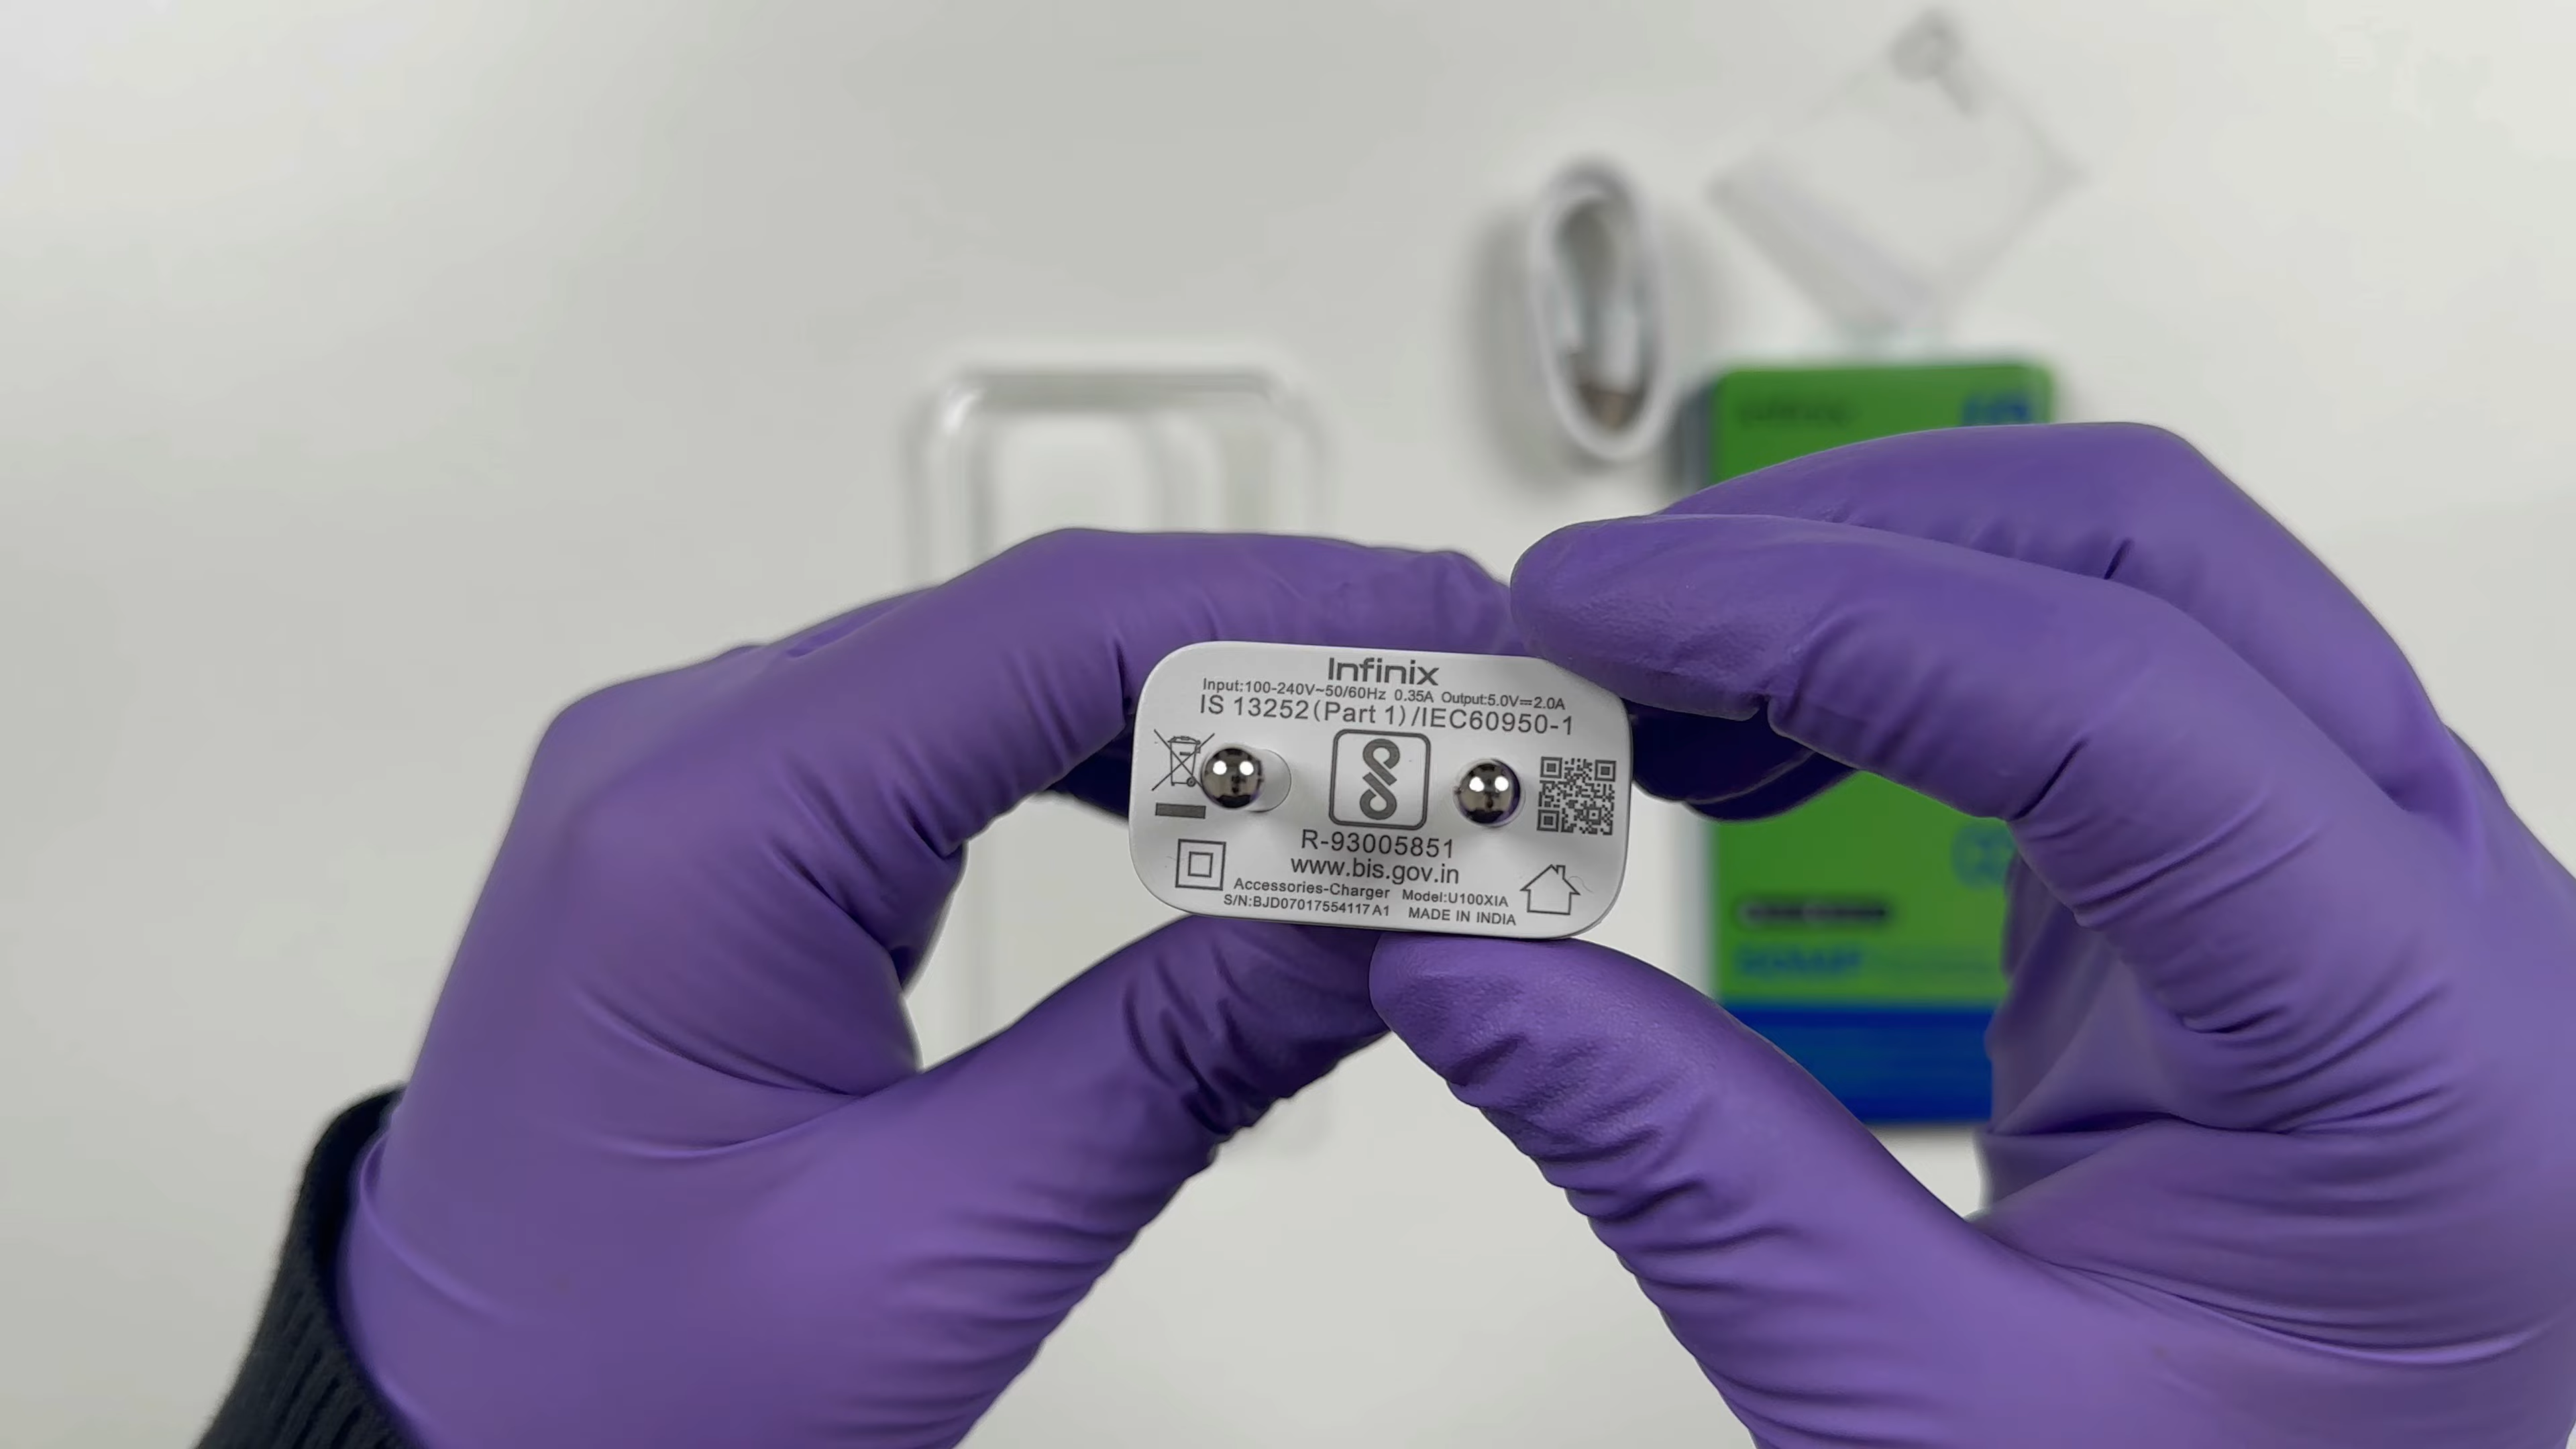 Infinix
Input:100-240V~50/60Hz 0.35A Output:5.0V⎓2.0A
IS 13252(Part 1)/IEC60950-1
R-93005851
www.bis.gov.in
Accessories-Charger Model:U100XIA
S/N:BJD07017554117A1 MADE IN INDIA